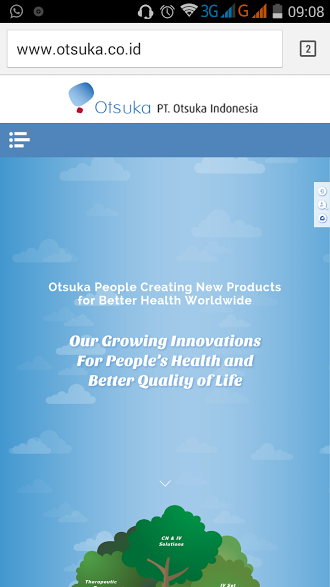 3G G 09:08
www.otsuka.co.id 2
Otsuka PT. Otsuka Indonesia
Otsuka People Creating New Products
for Better Health Worldwide
Our Growing Innovations
For People's Health and
Better Quality of Life
CN & IV
Solutions
Therapeutic
IV Set